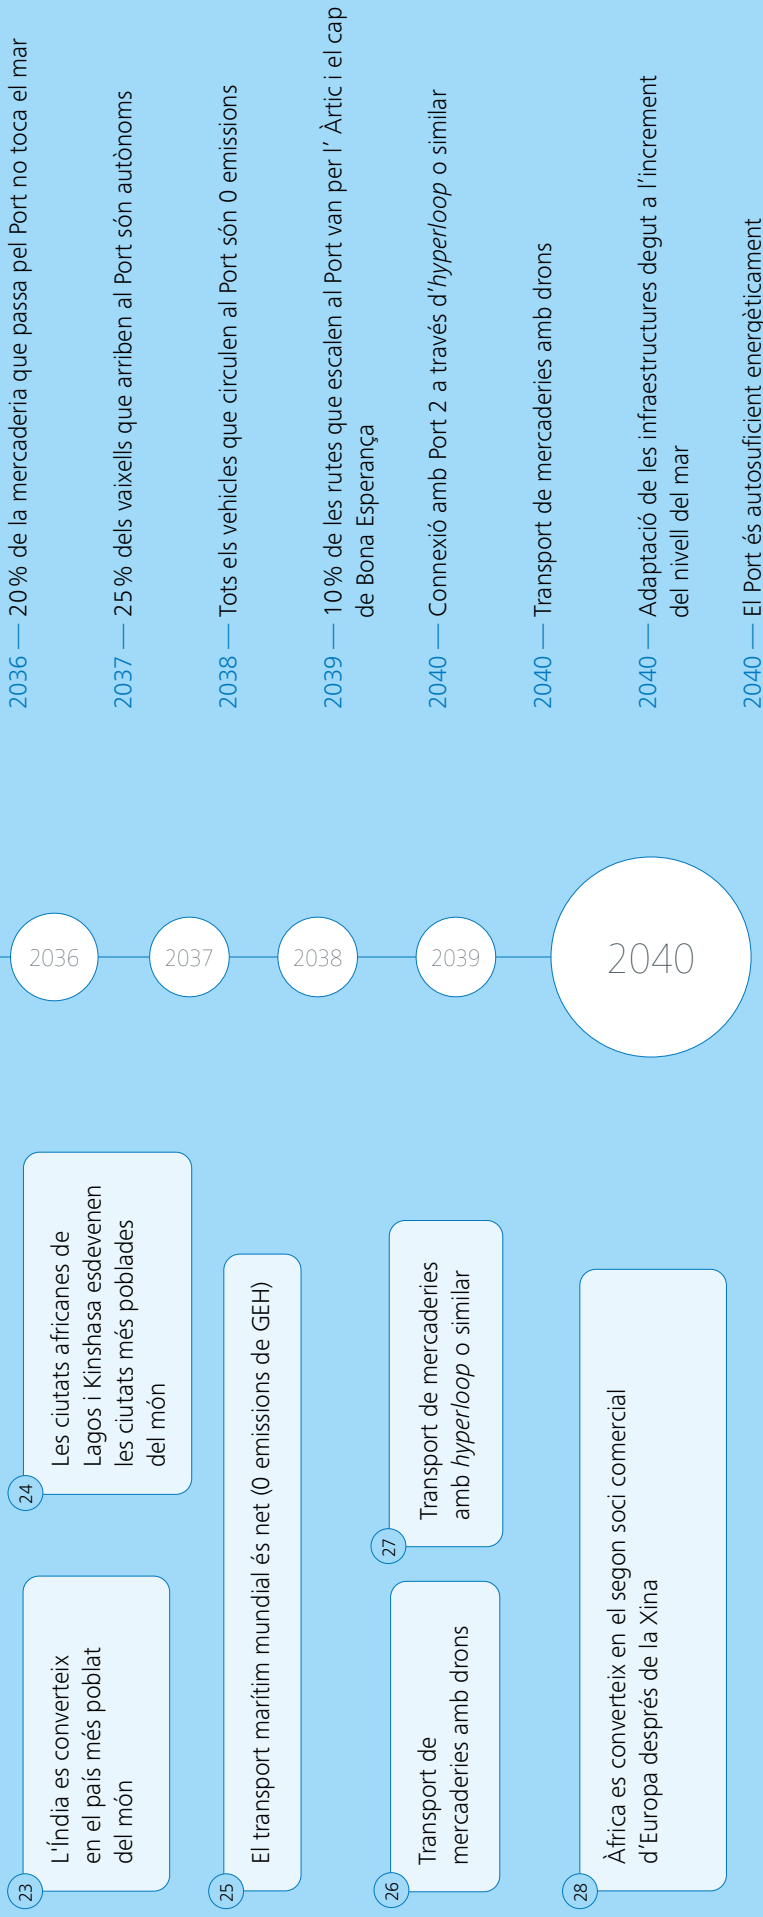 23
L'Índia es converteix
en el país més poblat
del món
24
Les ciutats africanes de
Lagos i Kinshasa esdevenen
les ciutats més poblades
del món
25
El transport marítim mundial és net (0 emissions de GEH)
26
Transport de
mercaderies amb drons
27
Transport de mercaderies
amb hyperloop o similar
28
Àfrica es converteix en el segon soci comercial
d'Europa després de la Xina
2036
2037
2038
2039
2040
2036 — 20% de la mercaderia que passa pel Port no toca el mar
2037 — 25% dels vaixells que arriben al Port són autònoms
2038 — Tots els vehicles que circulen al Port són 0 emissions
2039 — 10% de les rutes que escalen al Port van per l' Àrtic i el cap
de Bona Esperança
2040 — Connexió amb Port 2 a través d'hyperloop o similar
2040 — Transport de mercaderies amb drons
2040 — Adaptació de les infraestructures degut a l'increment
del nivell del mar
2040 — El Port és autosuficient energèticament